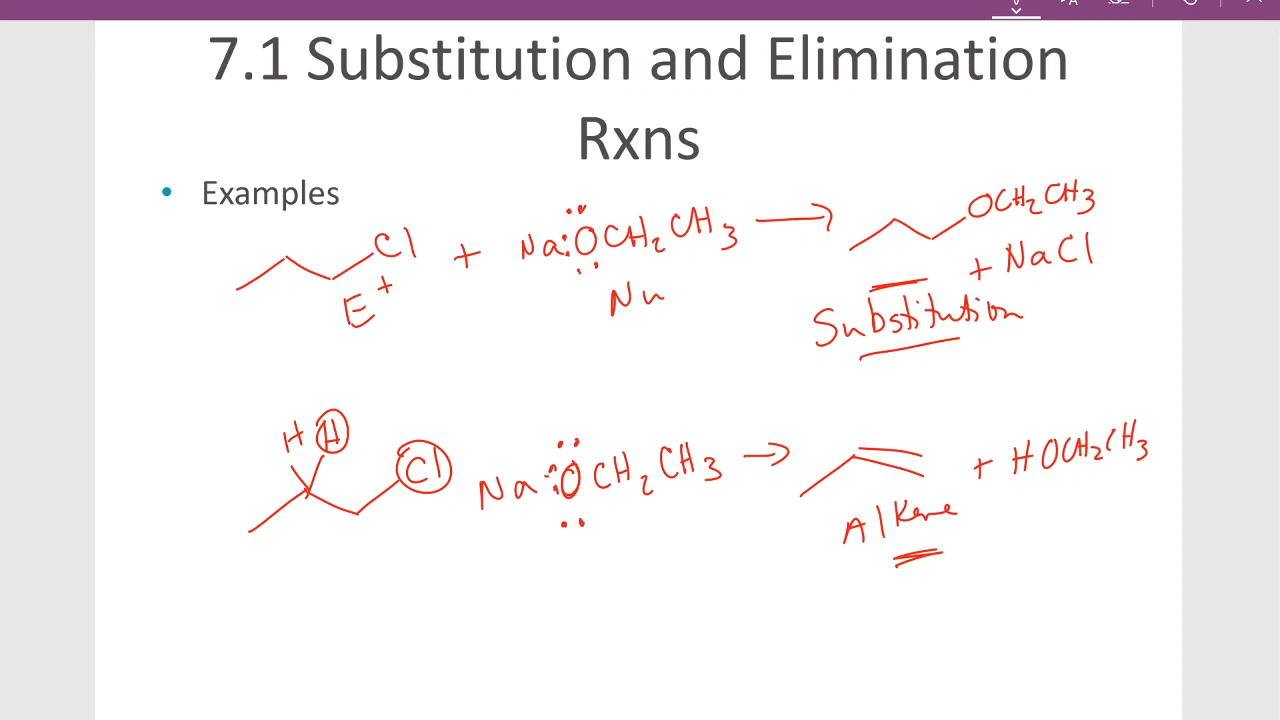 7.1 Substitution and Elimination
Rxns
• Examples
Cl + Na:OCH2CH3 → OCH2CH3
E+ Nu + NaCl
Substitution
H H Cl Na:OCH2CH3 → + HOCH2CH3
Alkene